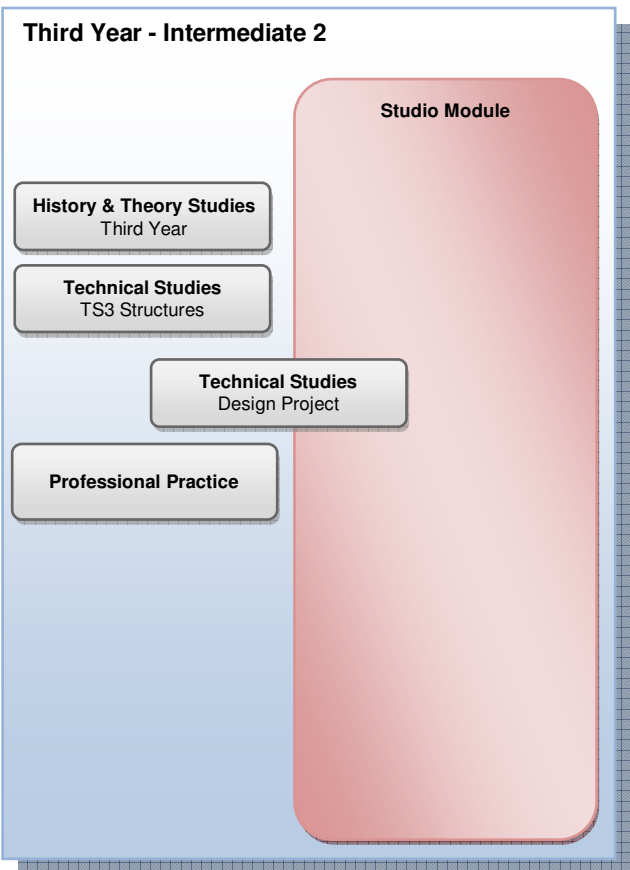 Third Year - Intermediate 2
Studio Module
History & Theory Studies
Third Year
Technical Studies
TS3 Structures
Technical Studies
Design Project
Professional Practice